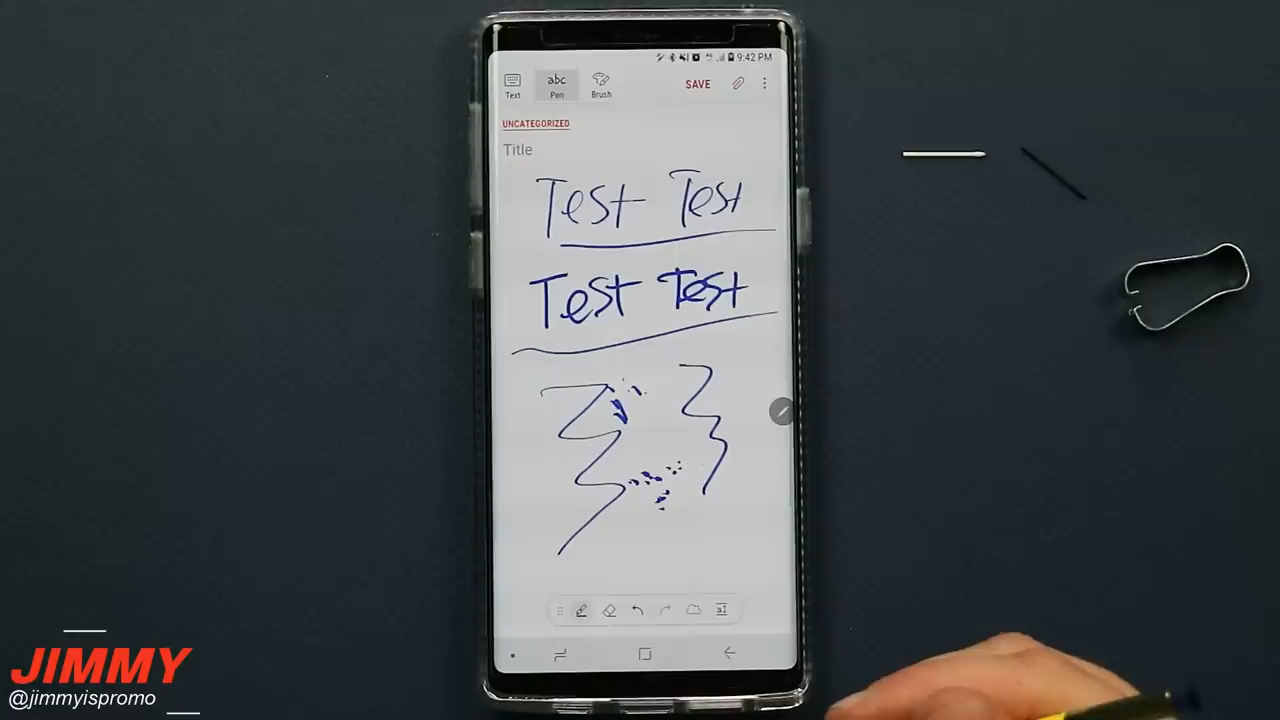 9:42 PM
Text
abc
Pen
Brush
SAVE
UNCATEGORIZED
Title
Test Test
Test Test
JIMMY
@jimmyispromo